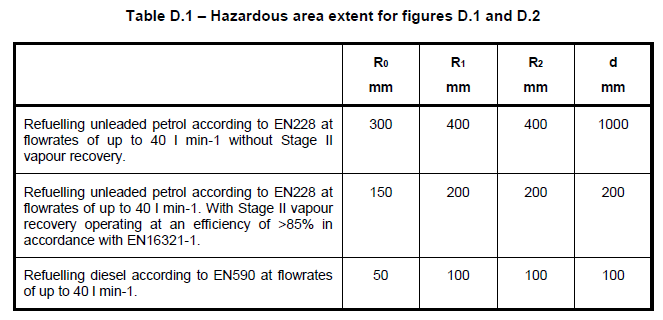 Table D.1 – Hazardous area extent for figures D.1 and D.2
R0 R1 R2 d
mm mm mm mm
Refuelling unleaded petrol according to EN228 at 300 400 400 1000
flowrates of up to 40 l min-1 without Stage II
vapour recovery.
Refuelling unleaded petrol according to EN228 at 150 200 200 200
flowrates of up to 40 l min-1. With Stage II vapour
recovery operating at an efficiency of >85% in
accordance with EN16321-1.
Refuelling diesel according to EN590 at flowrates 50 100 100 100
of up to 40 l min-1.